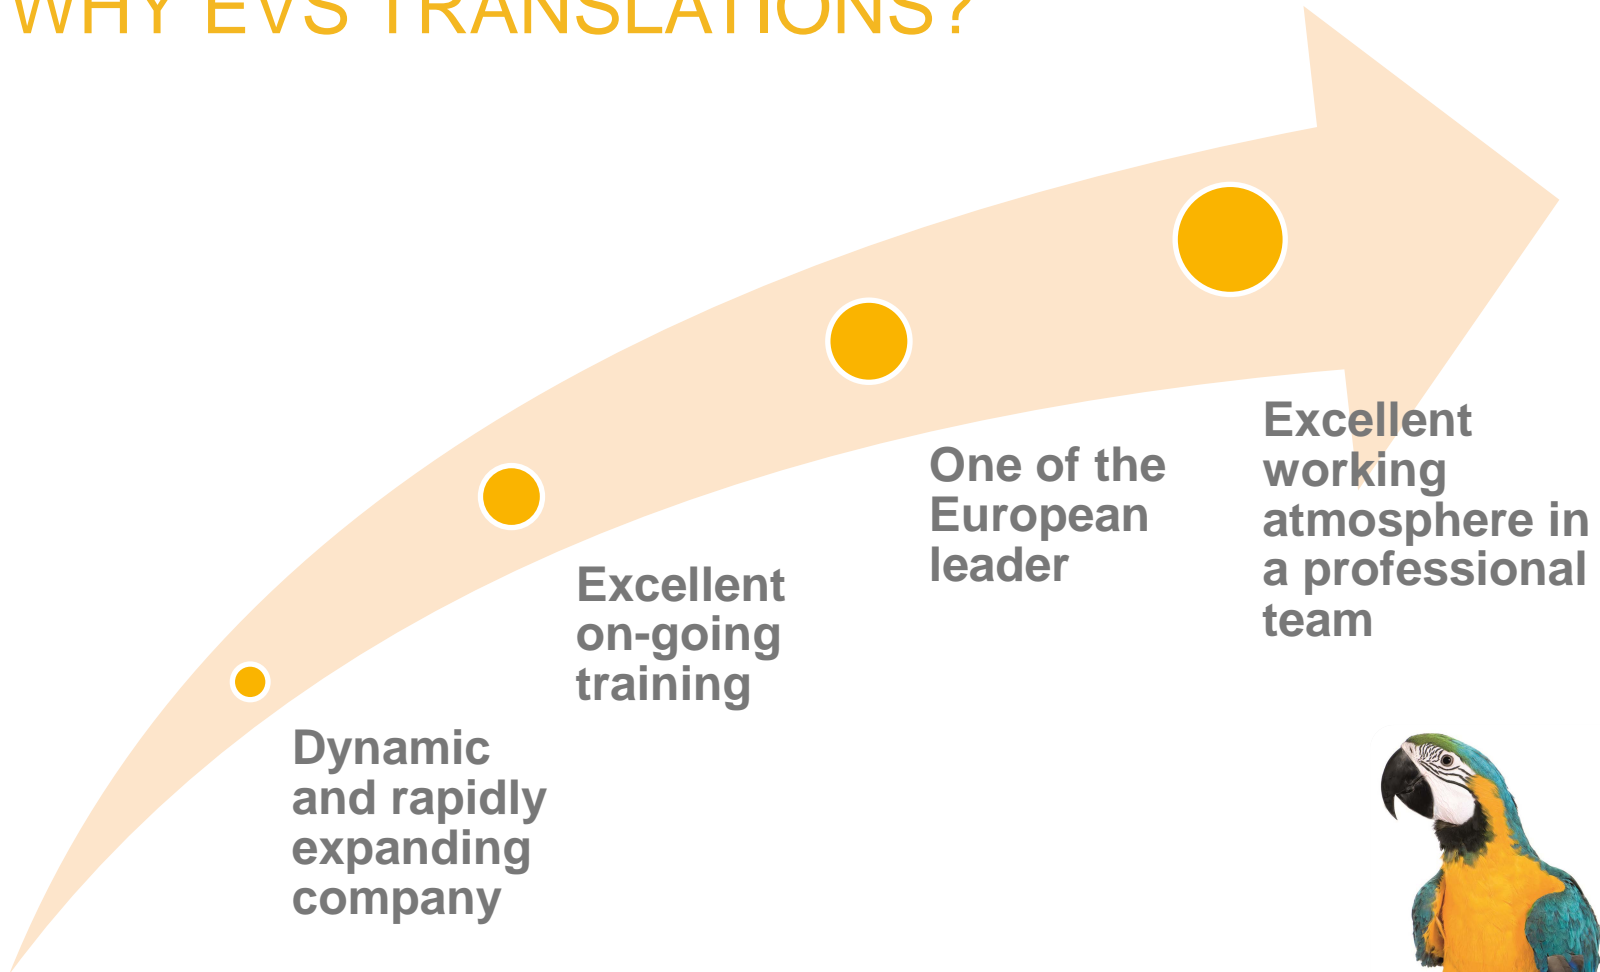 WHY EVS TRANSLATIONS?
Dynamic
and rapidly
expanding
company
Excellent
on-going
training
One of the
European
leader
Excellent
working
atmosphere in
a professional
team